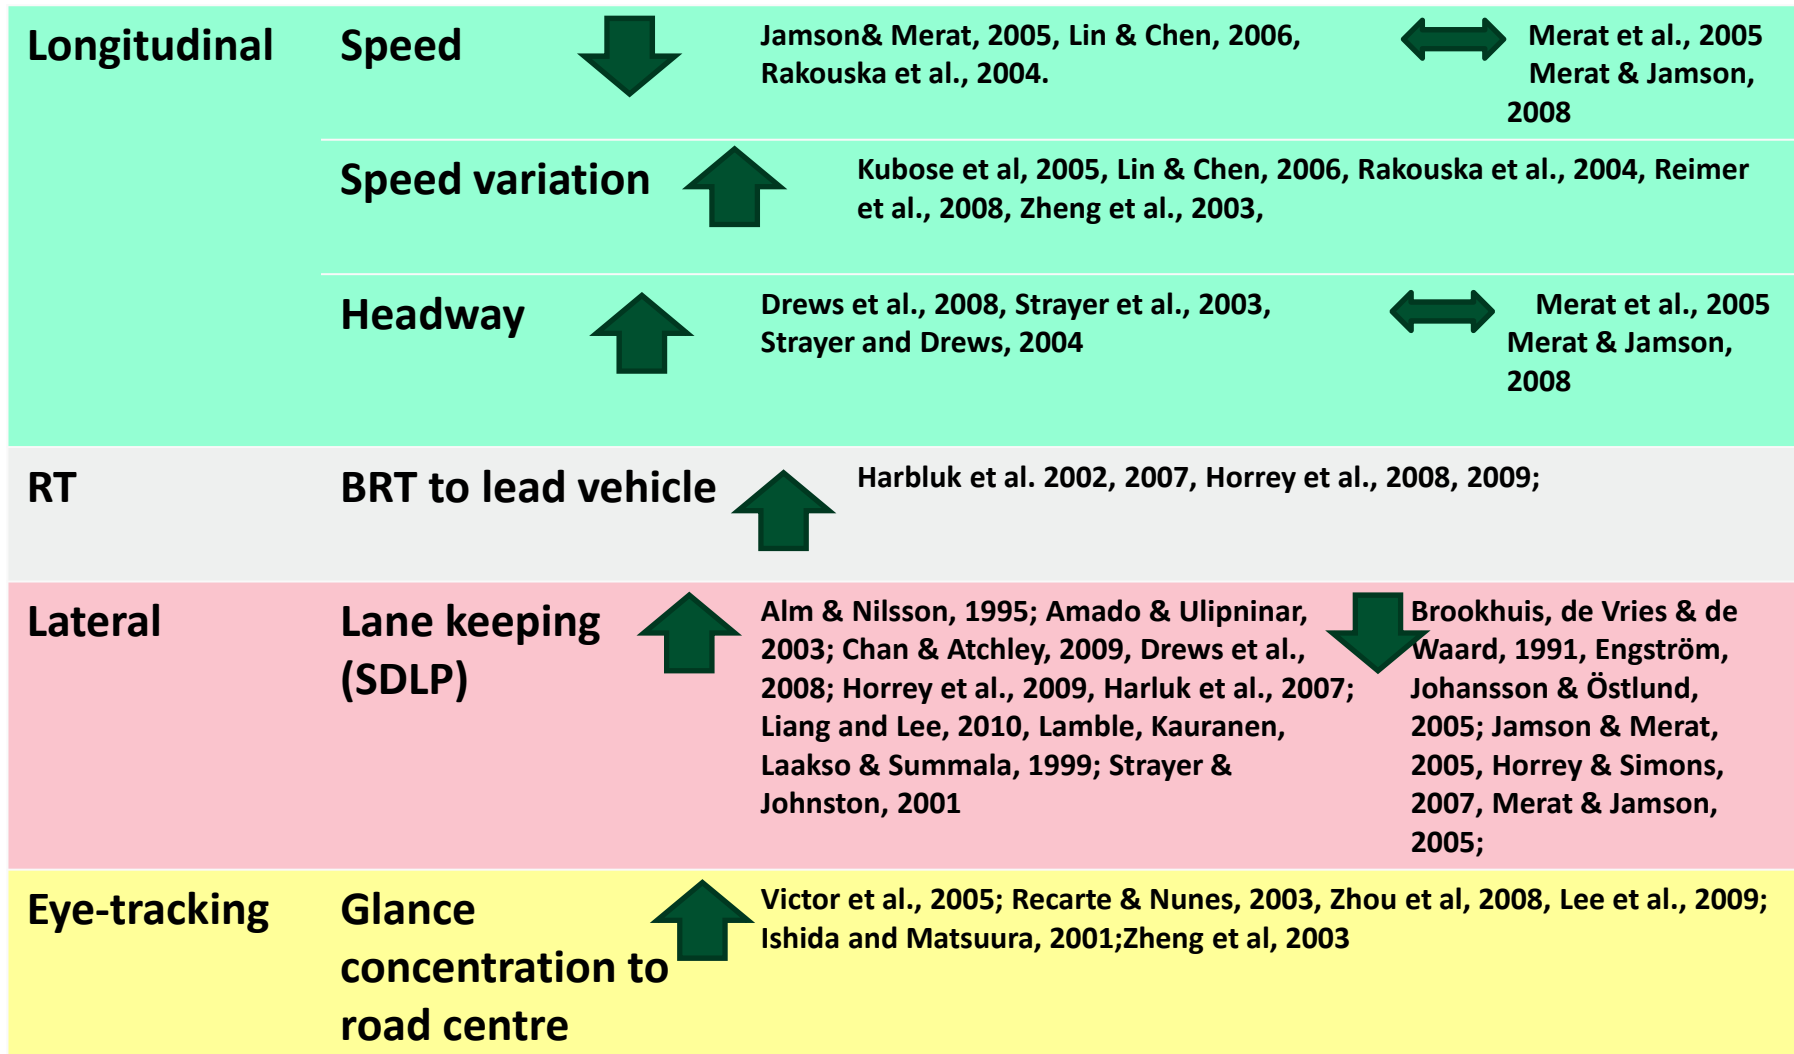 Longitudinal
Speed
Jamson& Merat, 2005, Lin & Chen, 2006,
Rakouska et al., 2004.
Merat et al., 2005
Merat & Jamson,
2008
Speed variation
Kubose et al, 2005, Lin & Chen, 2006, Rakouska et al., 2004, Reimer
et al., 2008, Zheng et al., 2003,
Headway
Drews et al., 2008, Strayer et al., 2003,
Strayer and Drews, 2004
Merat et al., 2005
Merat & Jamson,
2008
RT
BRT to lead vehicle
Harbluk et al. 2002, 2007, Horrey et al., 2008, 2009;
Lateral
Lane keeping
(SDLP)
Alm & Nilsson, 1995; Amado & Ulipninar,
2003; Chan & Atchley, 2009, Drews et al.,
2008; Horrey et al., 2009, Harluk et al., 2007;
Liang and Lee, 2010, Lamble, Kauranen,
Laakso & Summala, 1999; Strayer &
Johnston, 2001
Brookhuis, de Vries & de
Waard, 1991, Engström,
Johansson & Östlund,
2005; Jamson & Merat,
2005, Horrey & Simons,
2007, Merat & Jamson,
2005;
Eye-tracking
Glance
concentration to
road centre
Victor et al., 2005; Recarte & Nunes, 2003, Zhou et al, 2008, Lee et al., 2009;
Ishida and Matsuura, 2001;Zheng et al, 2003